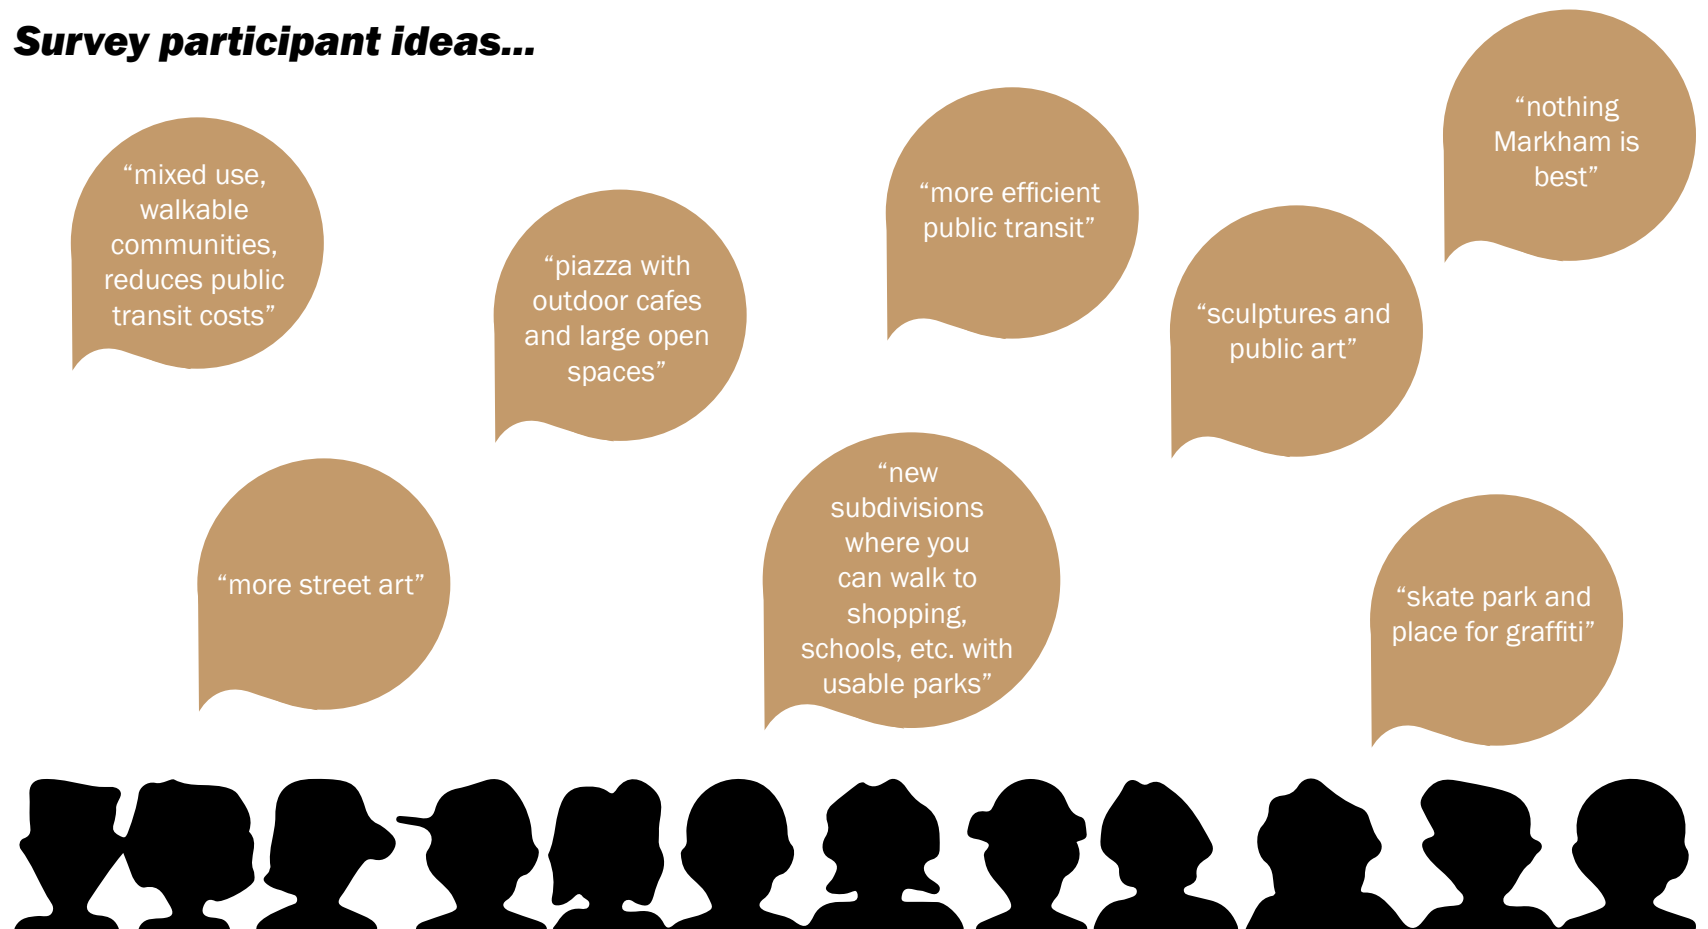 Survey participant ideas...
“mixed use,
walkable
communities,
reduces public
transit costs”
“piazza with
outdoor cafes
and large open
spaces”
“more efficient
public transit”
“sculptures and
public art”
“nothing
Markham is
best”
“more street art”
“new
subdivisions
where you
can walk to
shopping,
schools, etc. with
usable parks”
“skate park and
place for graffiti”